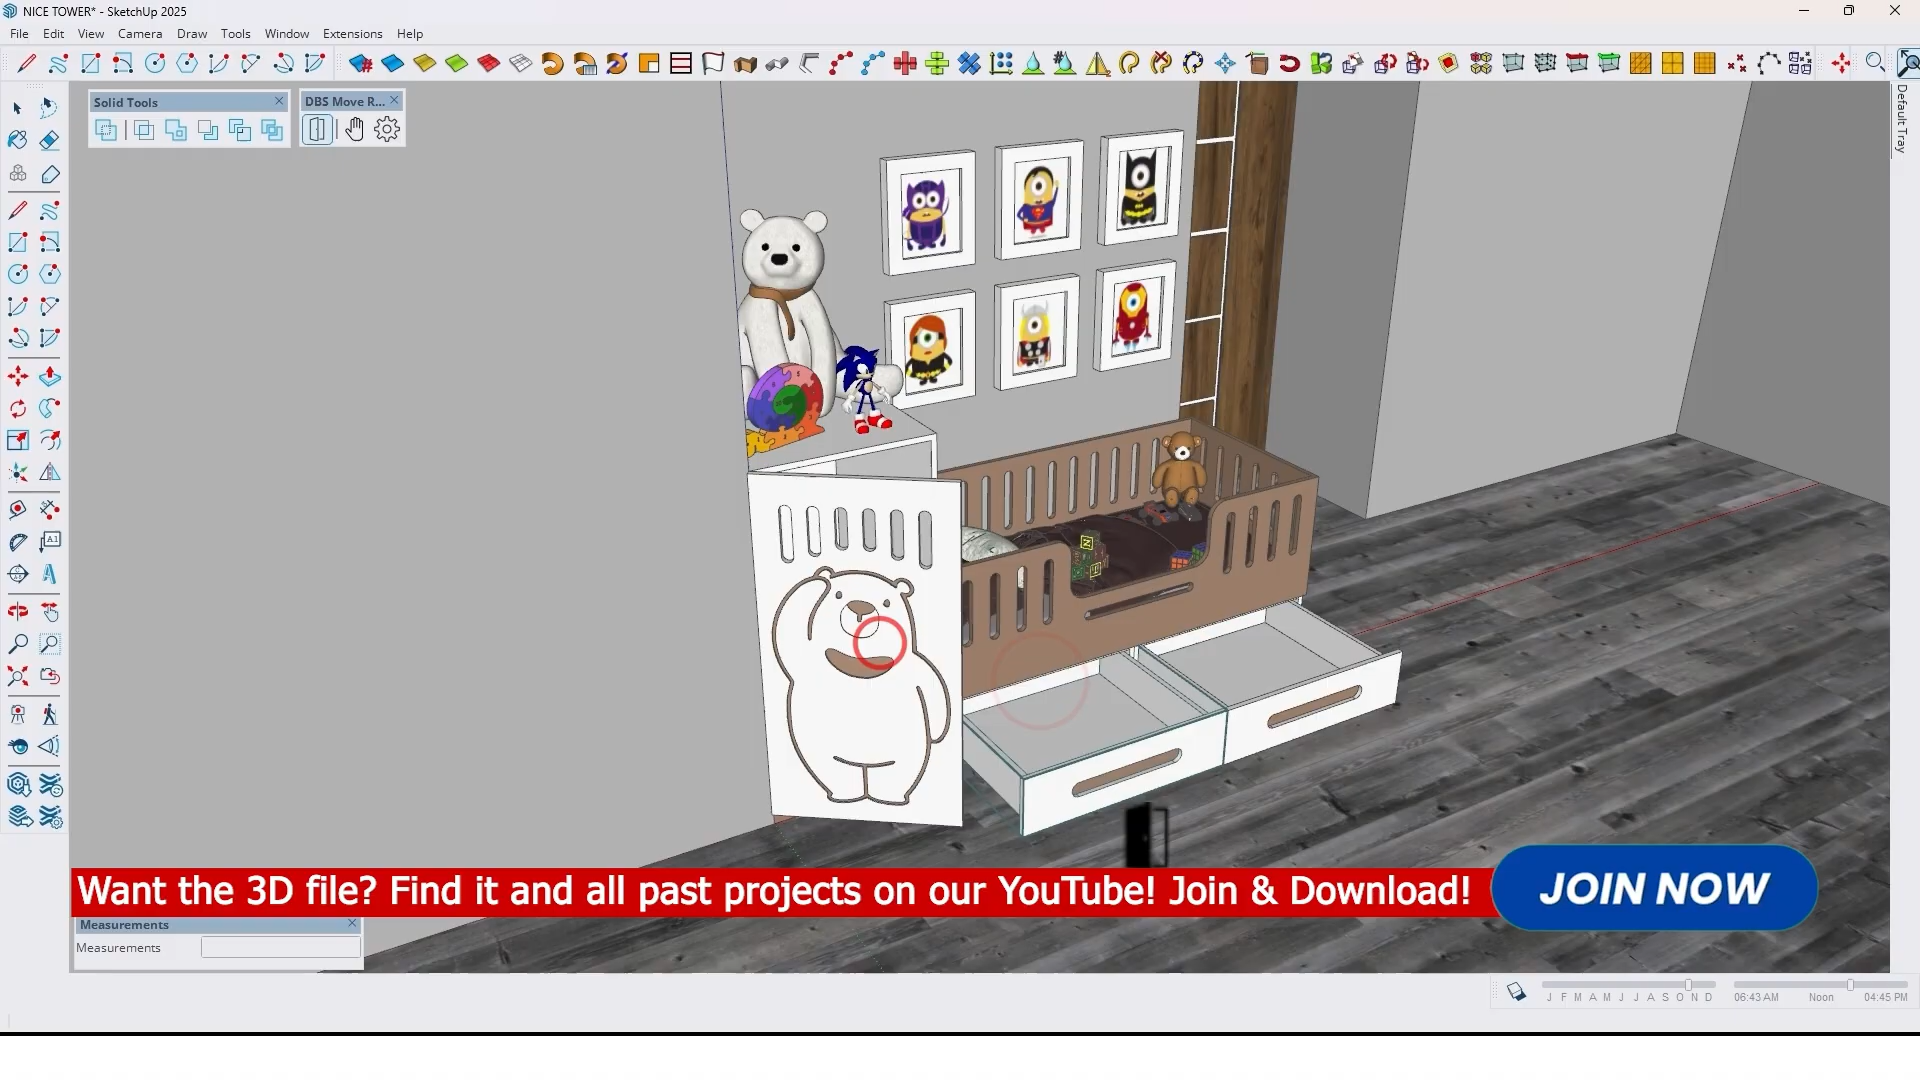 NICE TOWER* - SketchUp 2025
File Edit View Camera Draw Tools Window Extensions Help
Solid Tools
DBS Move R...
Default Tray
Want the 3D file? Find it and all past projects on our YouTube! Join & Download!
JOIN NOW
Measurements
Measurements
J F M A M J J A S O N D
06:43 AM Noon 04:45 PM